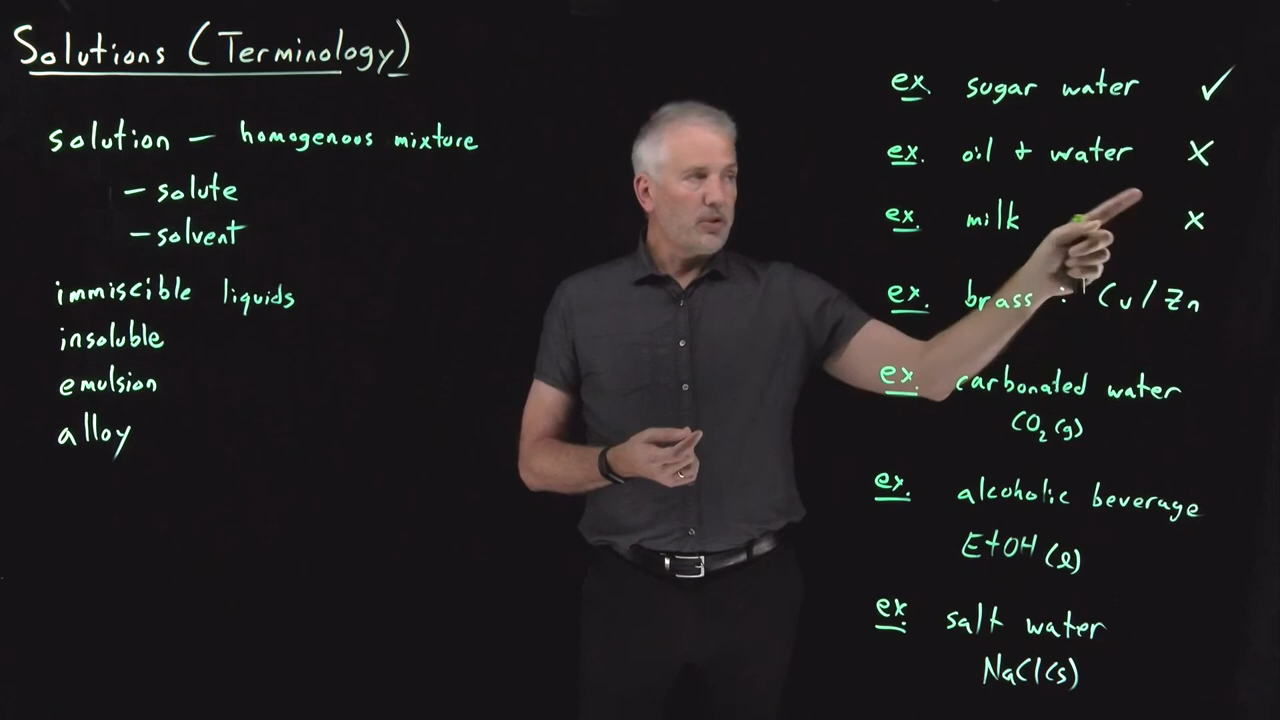 Solutions (Terminology)
solution – homogenous mixture
– solute
– solvent
immiscible liquids
insoluble
emulsion
alloy
ex. sugar water ✓
ex. oil + water X
ex. milk X
ex. brass : Cu/Zn
ex. carbonated water
CO₂(g)
ex. alcoholic beverage
EtOH(l)
ex. salt water
NaCl(s)